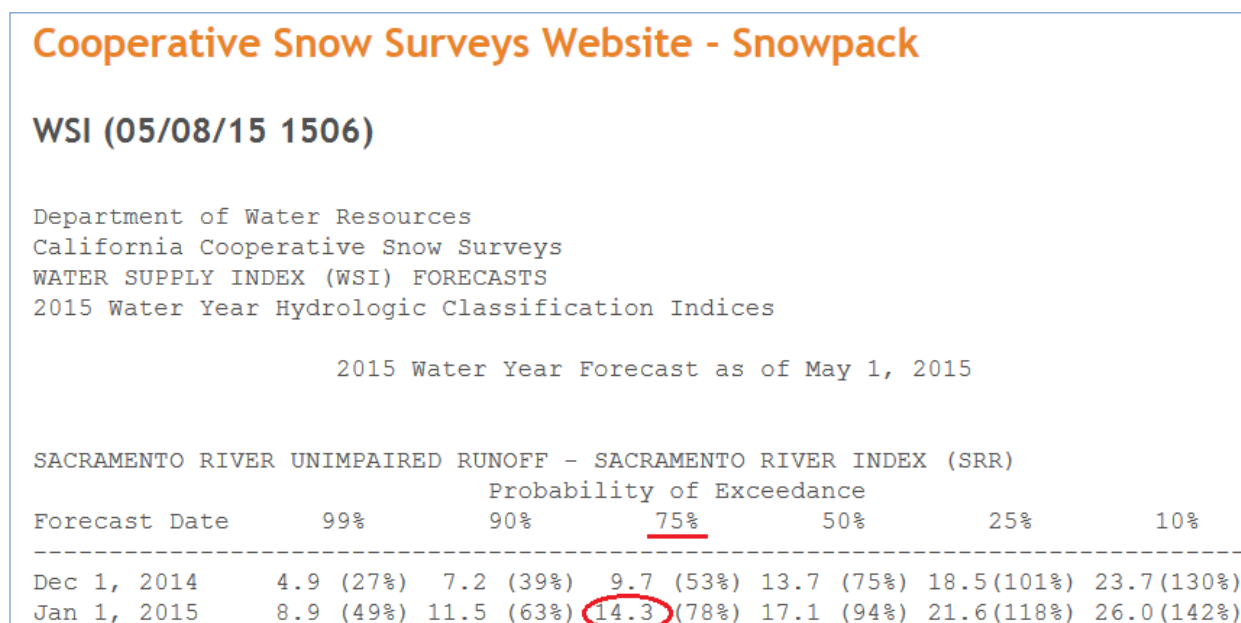 Cooperative Snow Surveys Website - Snowpack
WSI (05/08/15 1506)
Department of Water Resources
California Cooperative Snow Surveys
WATER SUPPLY INDEX (WSI) FORECASTS
2015 Water Year Hydrologic Classification Indices
2015 Water Year Forecast as of May 1, 2015
SACRAMENTO RIVER UNIMPAIRED RUNOFF - SACRAMENTO RIVER INDEX (SRR)
Probability of Exceedance
Forecast Date 99% 90% 75% 50% 25% 10%
--------------------------------------------------------------------------------
Dec 1, 2014 4.9 (27%) 7.2 (39%) 9.7 (53%) 13.7 (75%) 18.5(101%) 23.7(130%)
Jan 1, 2015 8.9 (49%) 11.5 (63%) 14.3 (78%) 17.1 (94%) 21.6(118%) 26.0(142%)